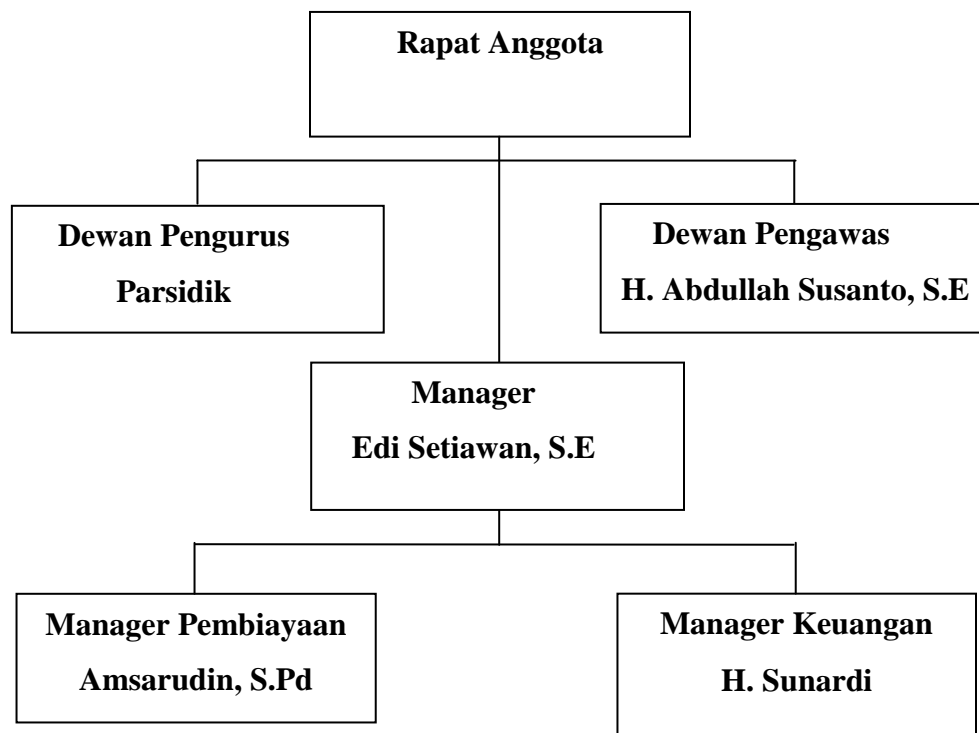 Rapat Anggota
Dewan Pengurus
Parsidik
Dewan Pengawas
H. Abdullah Susanto, S.E
Manager
Edi Setiawan, S.E
Manager Pembiayaan
Amsarudin, S.Pd
Manager Keuangan
H. Sunardi